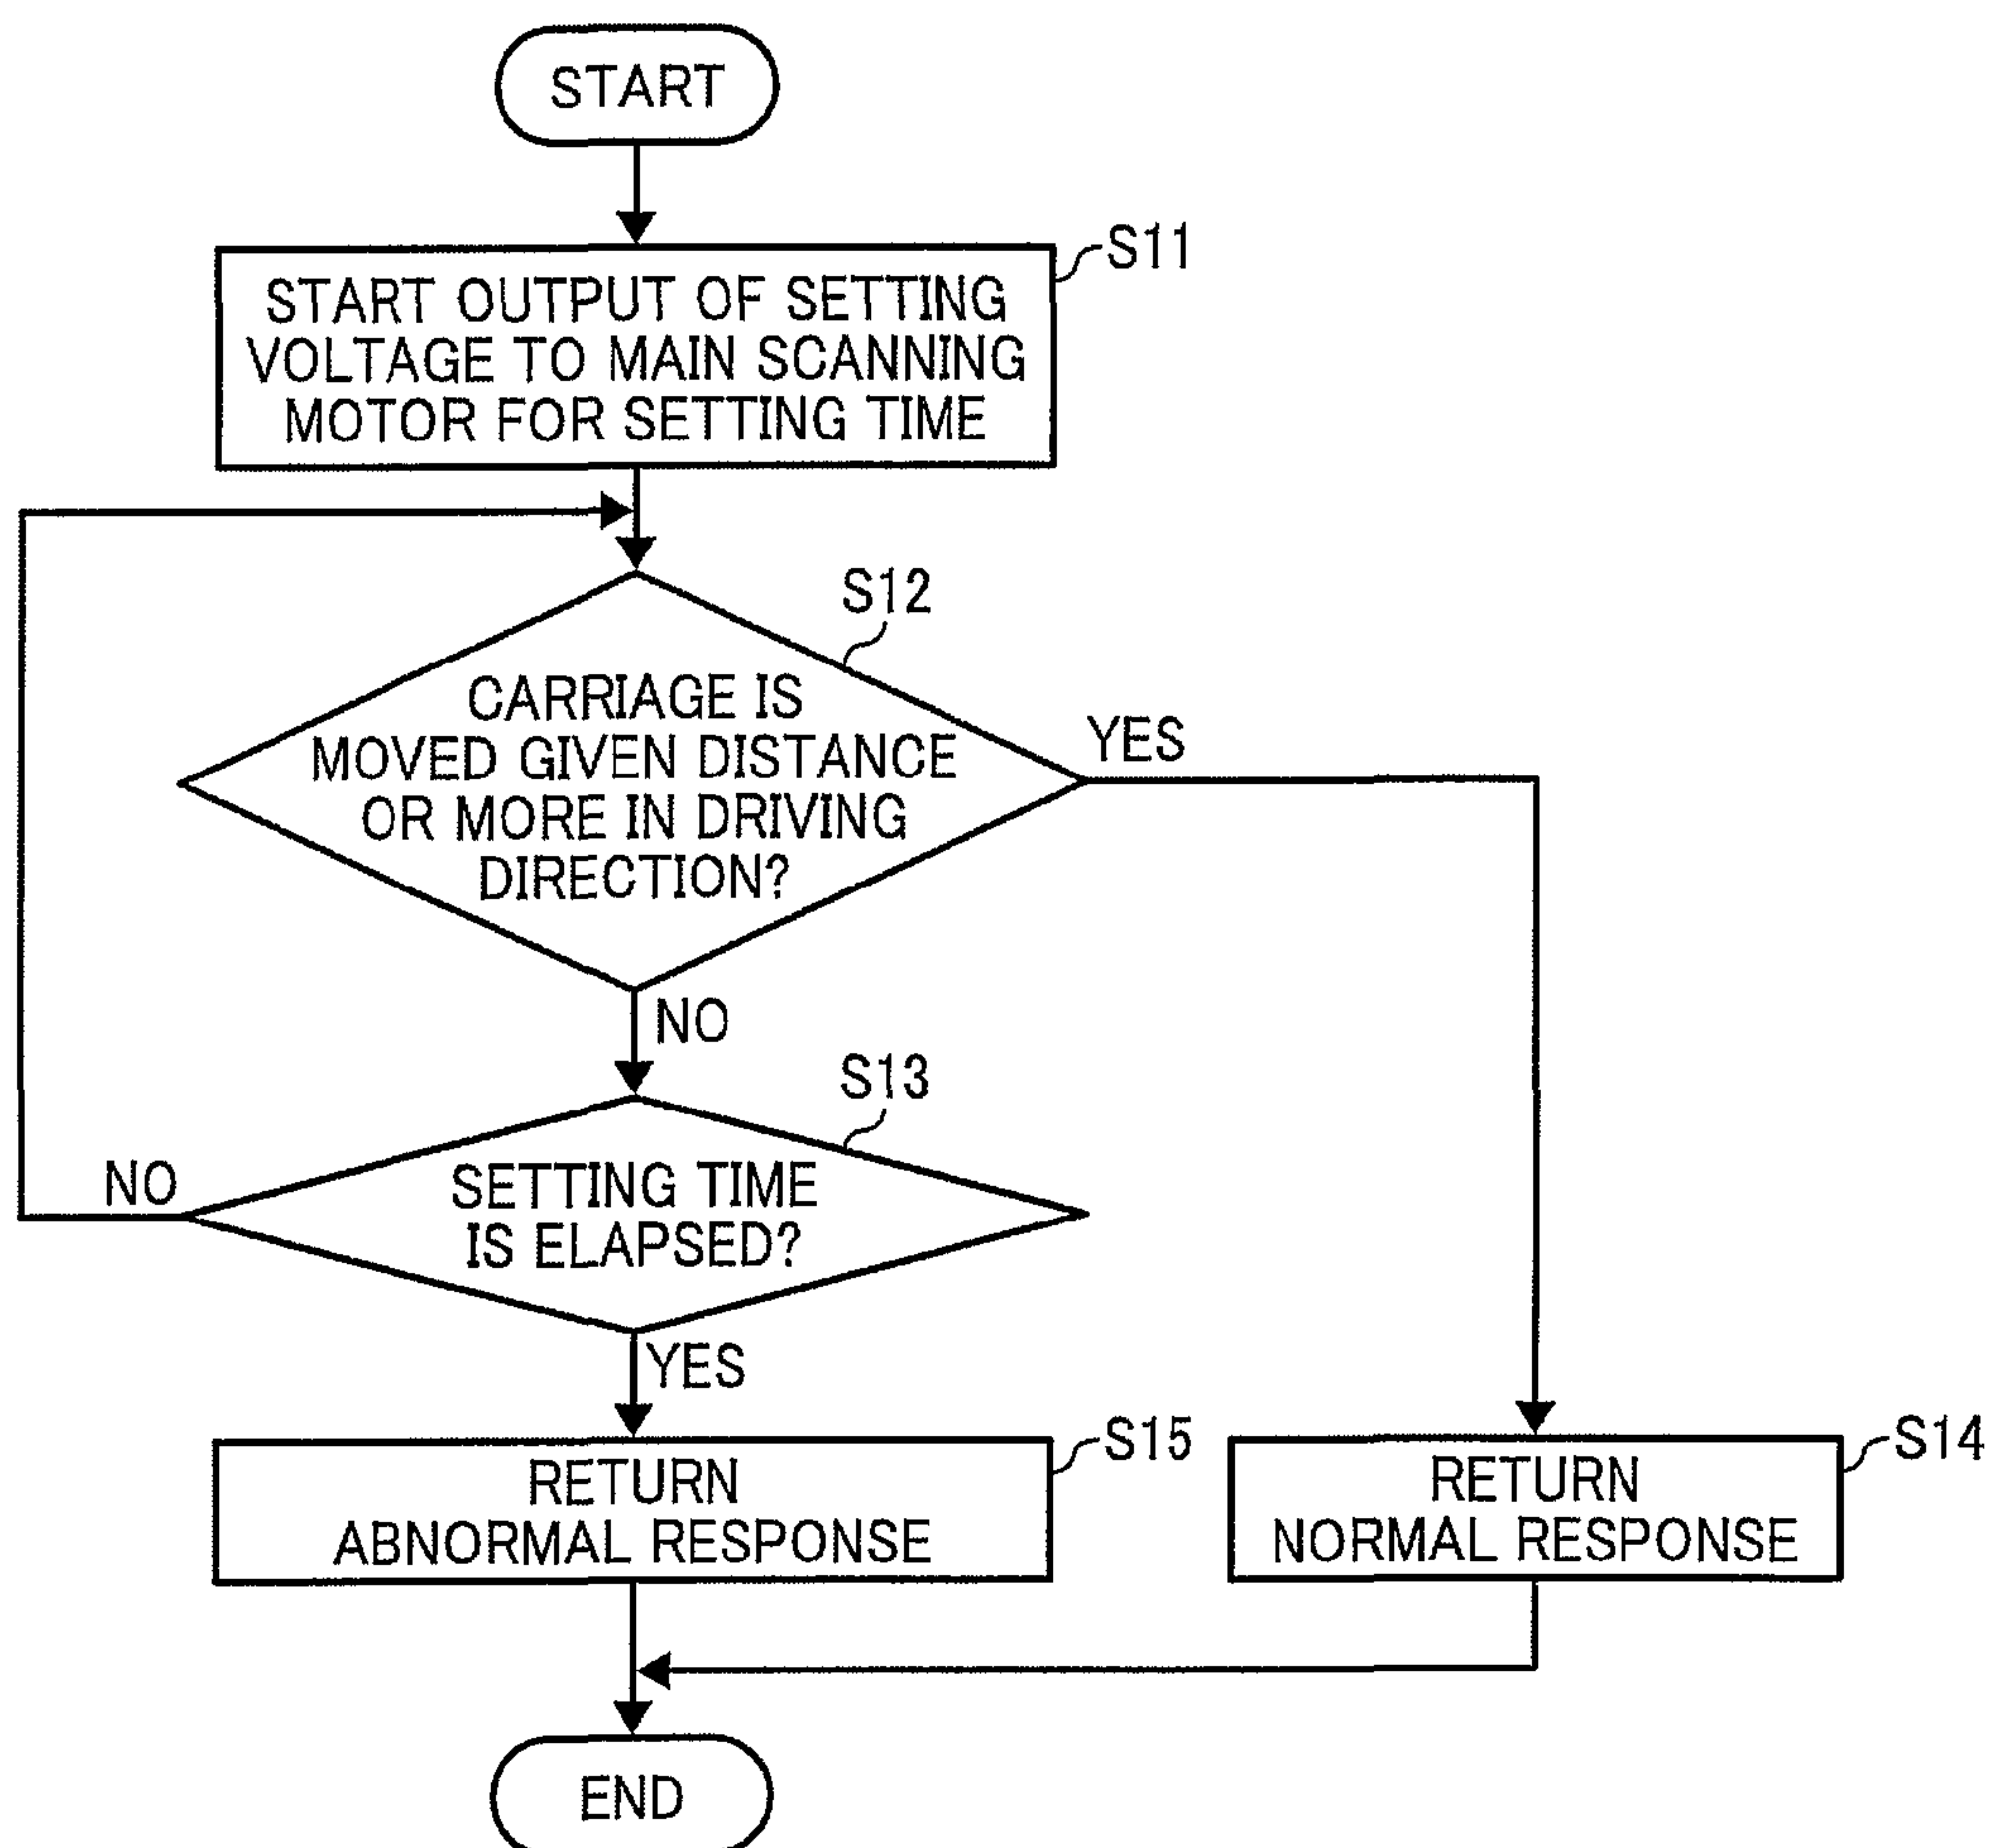 START
S11
START OUTPUT OF SETTING
VOLTAGE TO MAIN SCANNING
MOTOR FOR SETTING TIME
S12
CARRIAGE IS
MOVED GIVEN DISTANCE
OR MORE IN DRIVING
DIRECTION?
YES
NO
S13
SETTING TIME
IS ELAPSED?
NO
YES
S15
RETURN
ABNORMAL RESPONSE
S14
RETURN
NORMAL RESPONSE
END